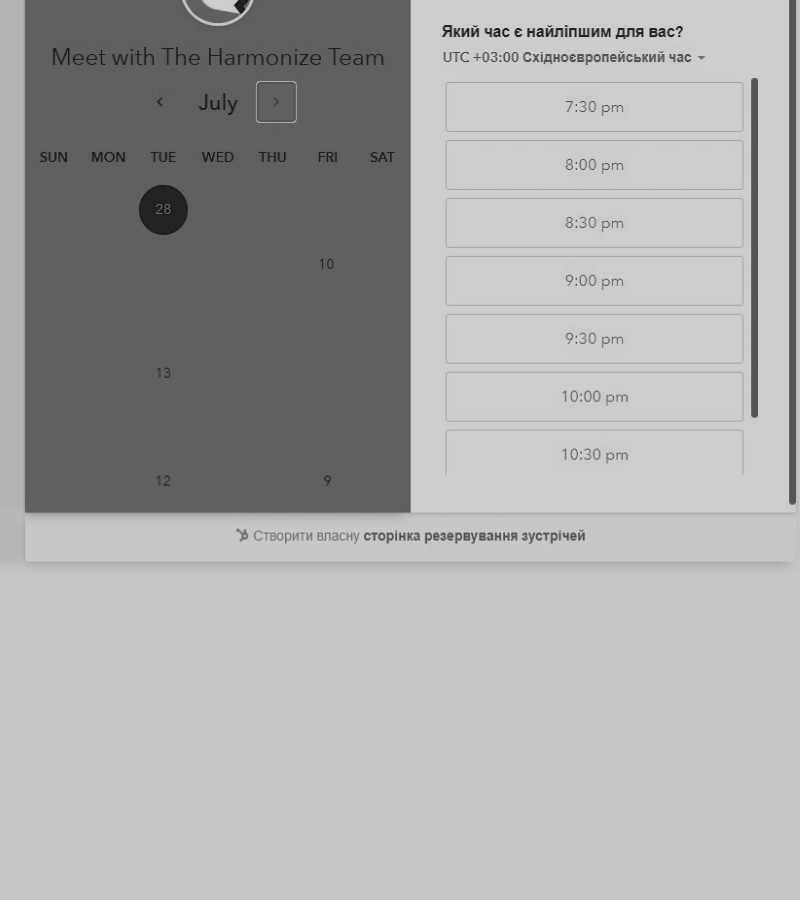 Meet with The Harmonize Team
July
SUN MON TUE WED THU FRI SAT
28
10
13
12 9
Який час є найліпшим для вас?
UTC +03:00 Східноєвропейський час
7:30 pm
8:00 pm
8:30 pm
9:00 pm
9:30 pm
10:00 pm
10:30 pm
Створити власну сторінка резервування зустрічей